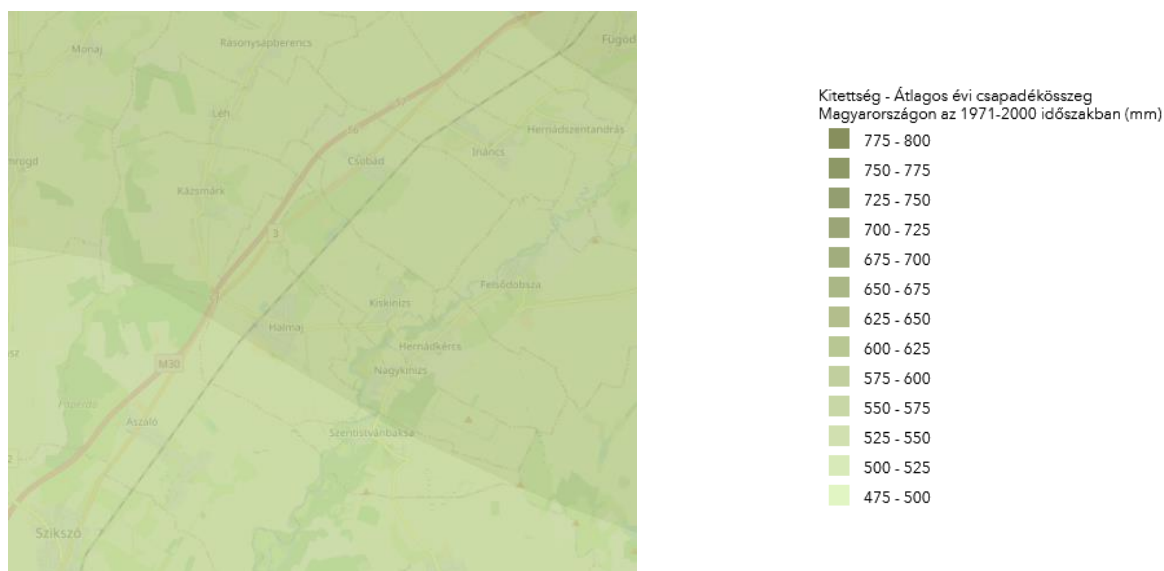 Rásonysápberencs
Monaj
Fügöd
57
Léh
56
Hernádszentandrás
Csobád
Ináncs
Kázsmárk
3
Felsődobsza
Kiskinizs
Halmaj
Hernádkércs
M30
Nagykinizs
Aszaló
Szentistvánbaksa
Szikszó
Kitettség - Átlagos évi csapadékösszeg
Magyarországon az 1971-2000 időszakban (mm)
775 - 800
750 - 775
725 - 750
700 - 725
675 - 700
650 - 675
625 - 650
600 - 625
575 - 600
550 - 575
525 - 550
500 - 525
475 - 500